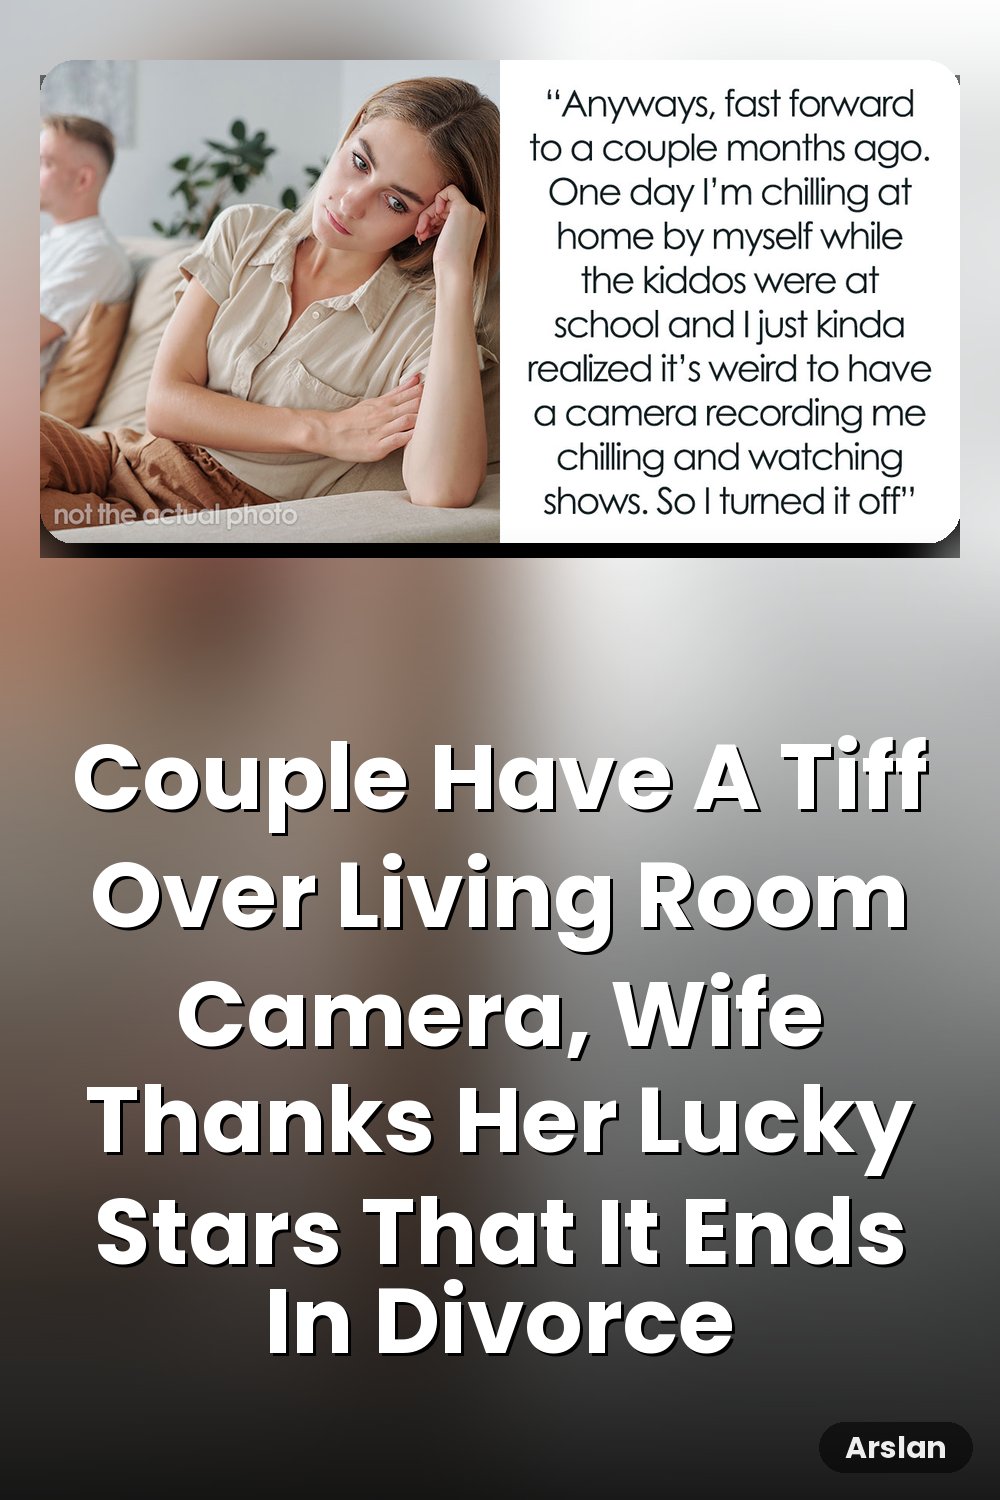 “Anyways, fast forward
to a couple months ago.
One day I’m chilling at
home by myself while
the kiddos were at
school and I just kinda
realized it’s weird to have
a camera recording me
chilling and watching
shows. So I turned it off”
not the actual photo
Couple Have A Tiff
Over Living Room
Camera, Wife
Thanks Her Lucky
Stars That It Ends
In Divorce
Arslan